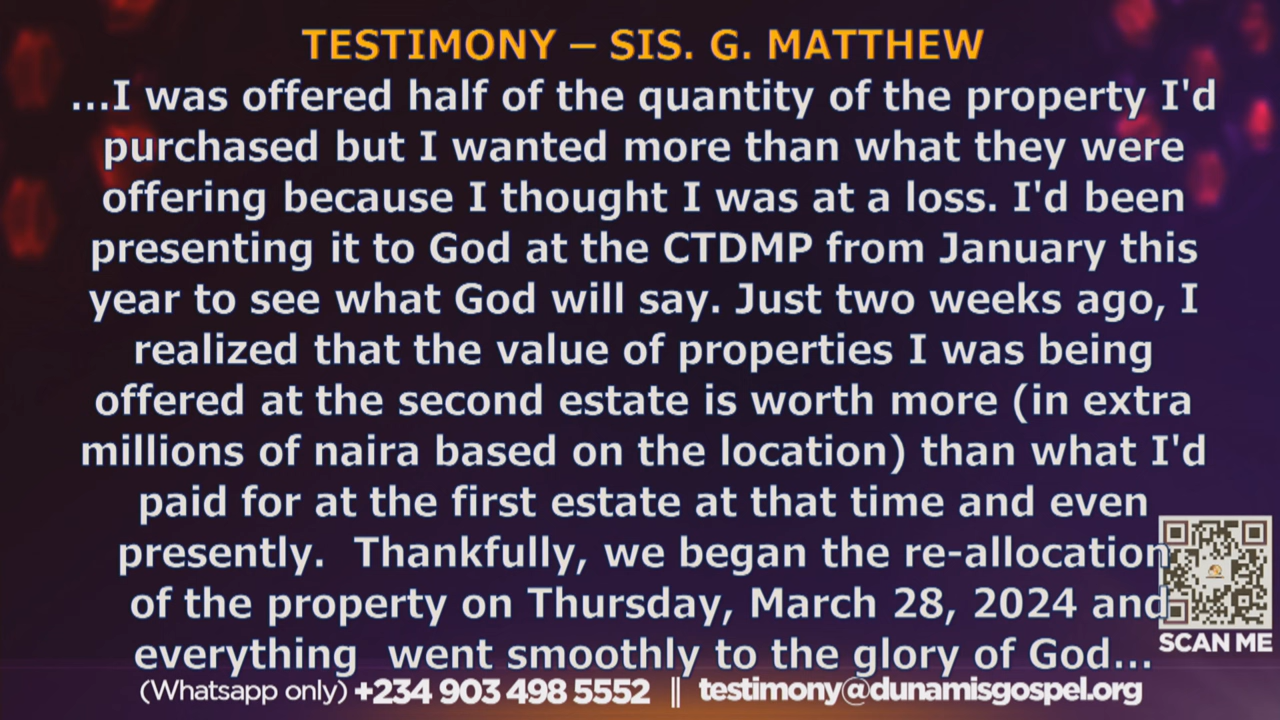 TESTIMONY – SIS. G. MATTHEW
...I was offered half of the quantity of the property I'd
purchased but I wanted more than what they were
offering because I thought I was at a loss. I'd been
presenting it to God at the CTDMP from January this
year to see what God will say. Just two weeks ago, I
realized that the value of properties I was being
offered at the second estate is worth more (in extra
millions of naira based on the location) than what I'd
paid for at the first estate at that time and even
presently.  Thankfully, we began the re-allocation
of the property on Thursday, March 28, 2024 and
everything  went smoothly to the glory of God...
SCAN ME
(Whatsapp only) +234 903 498 5552 || testimony@dunamisgospel.org